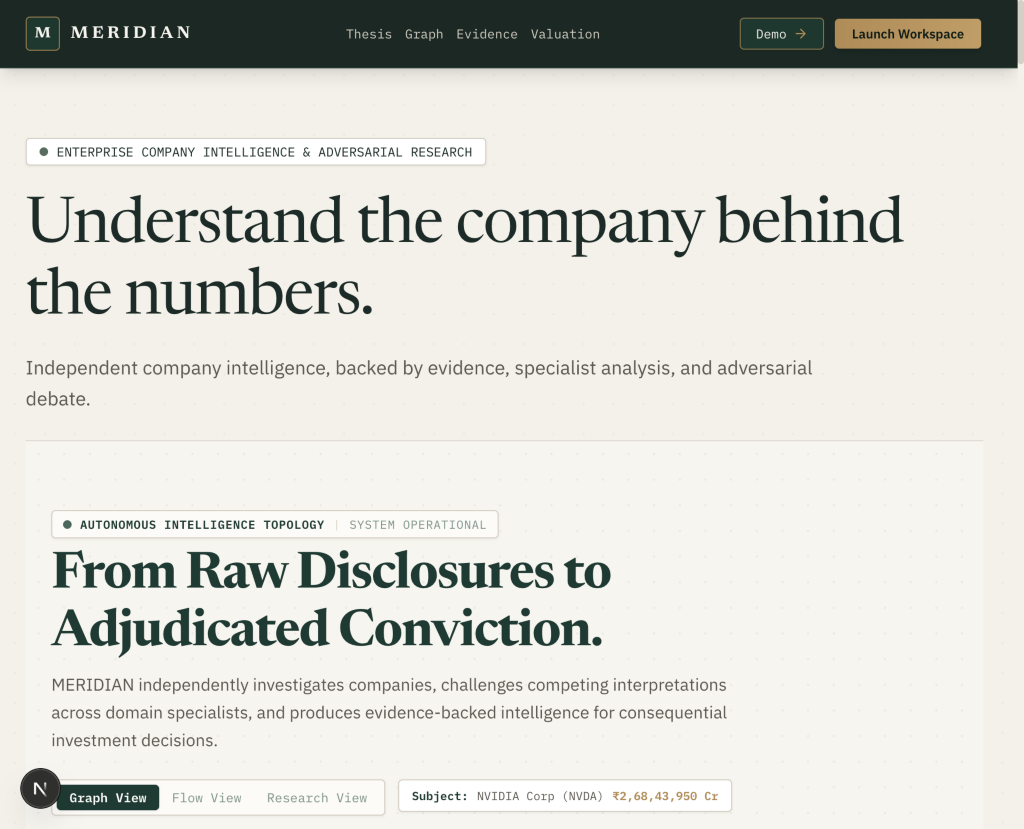 M MERIDIAN
Thesis Graph Evidence Valuation
Demo →
Launch Workspace
ENTERPRISE COMPANY INTELLIGENCE & ADVERSARIAL RESEARCH
Understand the company behind
the numbers.
Independent company intelligence, backed by evidence, specialist analysis, and adversarial
debate.
AUTONOMOUS INTELLIGENCE TOPOLOGY | SYSTEM OPERATIONAL
From Raw Disclosures to
Adjudicated Conviction.
MERIDIAN independently investigates companies, challenges competing interpretations
across domain specialists, and produces evidence-backed intelligence for consequential
investment decisions.
N
Graph View Flow View Research View
Subject: NVIDIA Corp (NVDA) ₹2,68,43,950 Cr